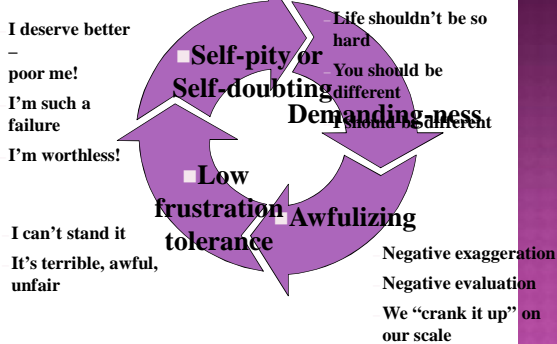 I deserve better
–
poor me!
I’m such a
failure
I’m worthless!
Self-pity or
Self-doubting
Life shouldn’t be so
hard
You should be
different
I should be different
Demanding-ness
Low
frustration
tolerance
Awfulizing
I can’t stand it
It’s terrible, awful,
unfair
Negative exaggeration
Negative evaluation
We “crank it up” on
our scale